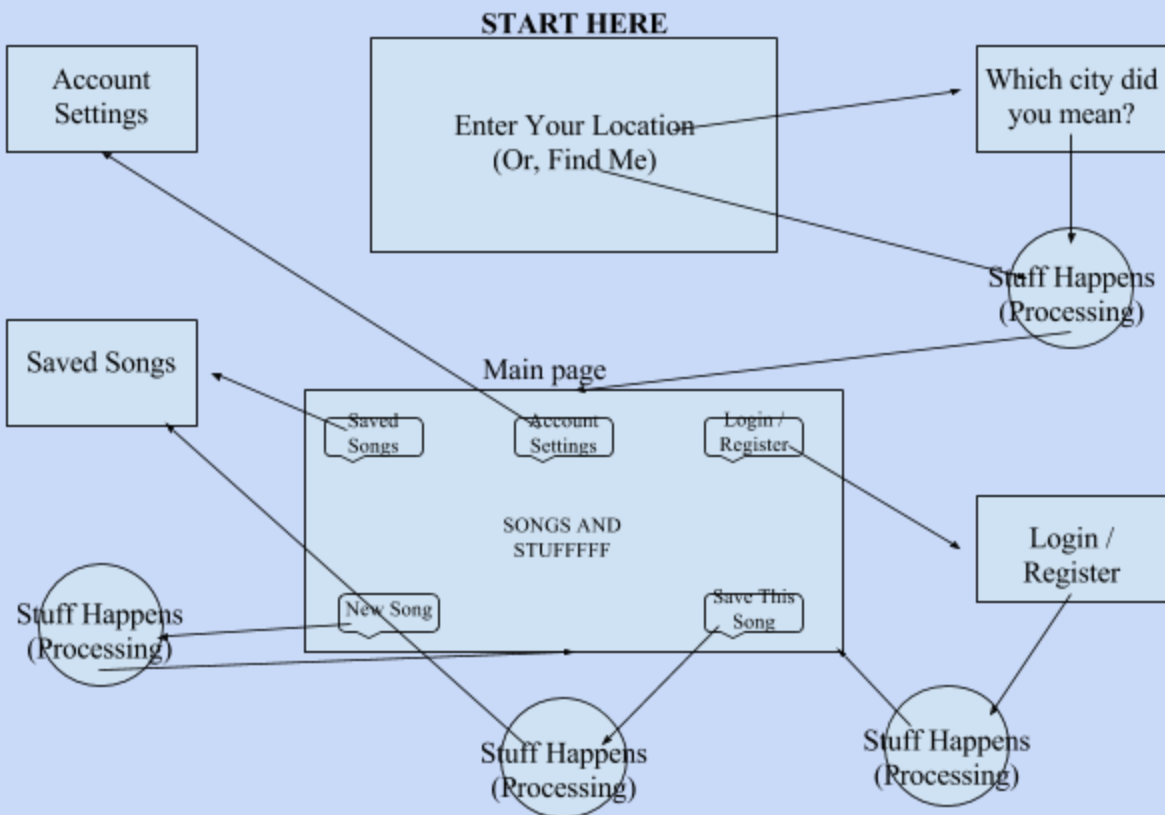 START HERE
Account
Settings
Enter Your Location
(Or, Find Me)
Which city did
you mean?
Stuff Happens
(Processing)
Saved Songs
Main page
Saved
Songs
Account
Settings
Login /
Register
SONGS AND
STUFFFFF
Login /
Register
New Song
Save This
Song
Stuff Happens
(Processing)
Stuff Happens
(Processing)
Stuff Happens
(Processing)